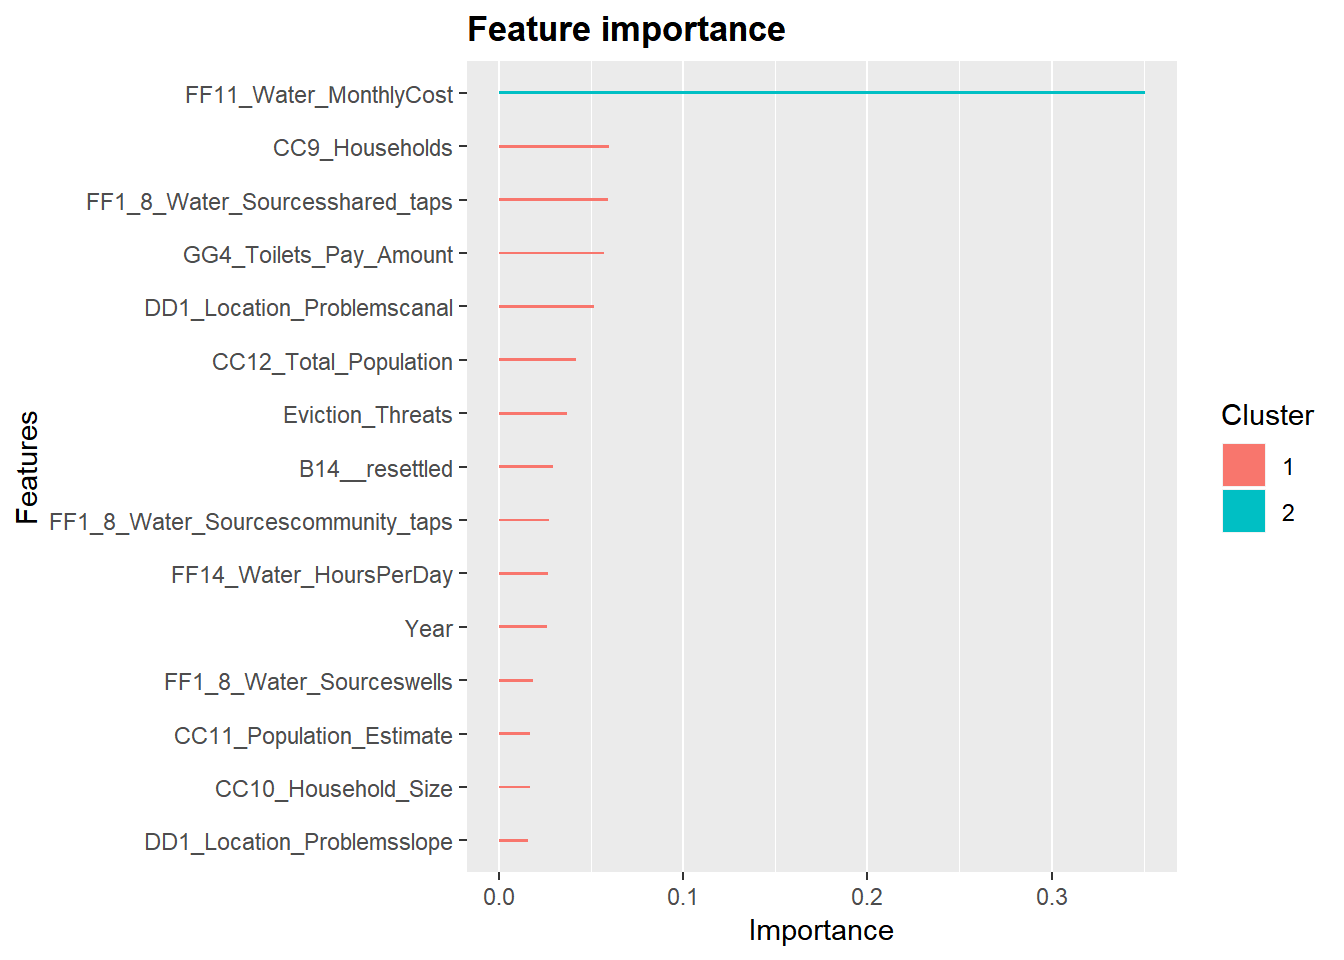 Feature importance
FF11_Water_MonthlyCost
CC9_Households
FF1_8_Water_Sourcesshared_taps
GG4_Toilets_Pay_Amount
DD1_Location_Problemscanal
CC12_Total_Population
Eviction_Threats
B14__resettled
FF1_8_Water_Sourcescommunity_taps
FF14_Water_HoursPerDay
Year
FF1_8_Water_Sourceswells
CC11_Population_Estimate
CC10_Household_Size
DD1_Location_Problemsslope
Features
0.0 0.1 0.2 0.3
Importance
Cluster
1
2